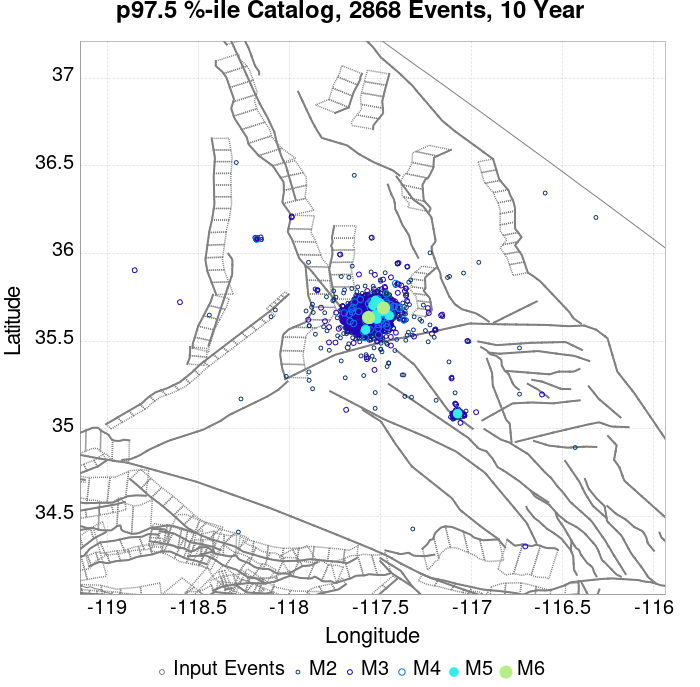 p97.5 %-ile Catalog, 2868 Events, 10 Year
37
36.5
36
35.5
35
34.5
Latitude
-119 -118.5 -118 -117.5 -117 -116.5 -116
Longitude
Input Events M2 M3 M4 M5 M6